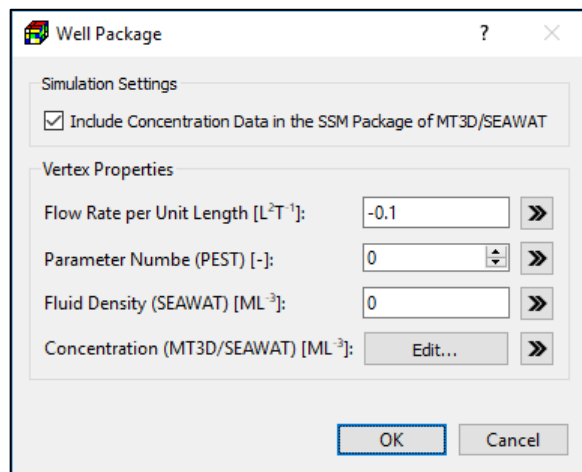 Well Package ?
Simulation Settings
Include Concentration Data in the SSM Package of MT3D/SEAWAT
Vertex Properties
Flow Rate per Unit Length [L²T⁻¹]: -0.1
Parameter Numbe (PEST) [-]: 0
Fluid Density (SEAWAT) [ML⁻³]: 0
Concentration (MT3D/SEAWAT) [ML⁻³]: Edit...
OK Cancel